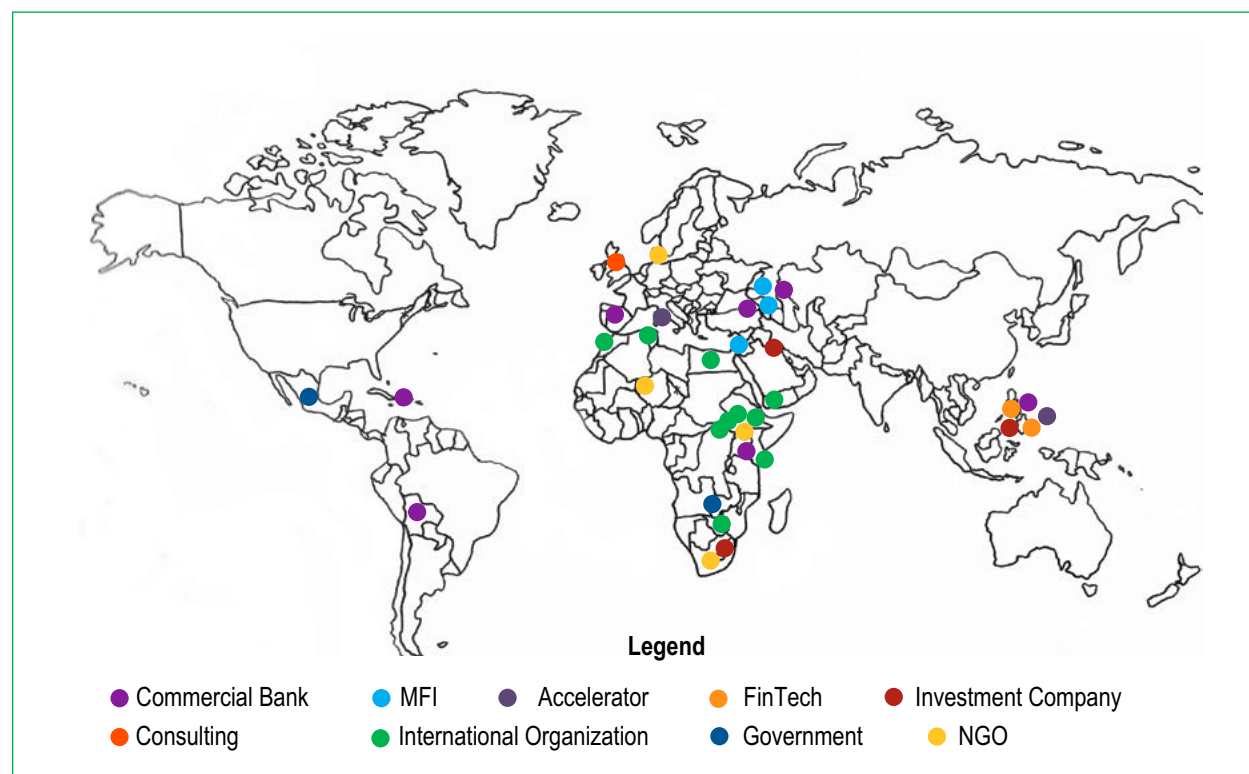 Legend
Commercial Bank MFI Accelerator FinTech Investment Company
Consulting International Organization Government NGO